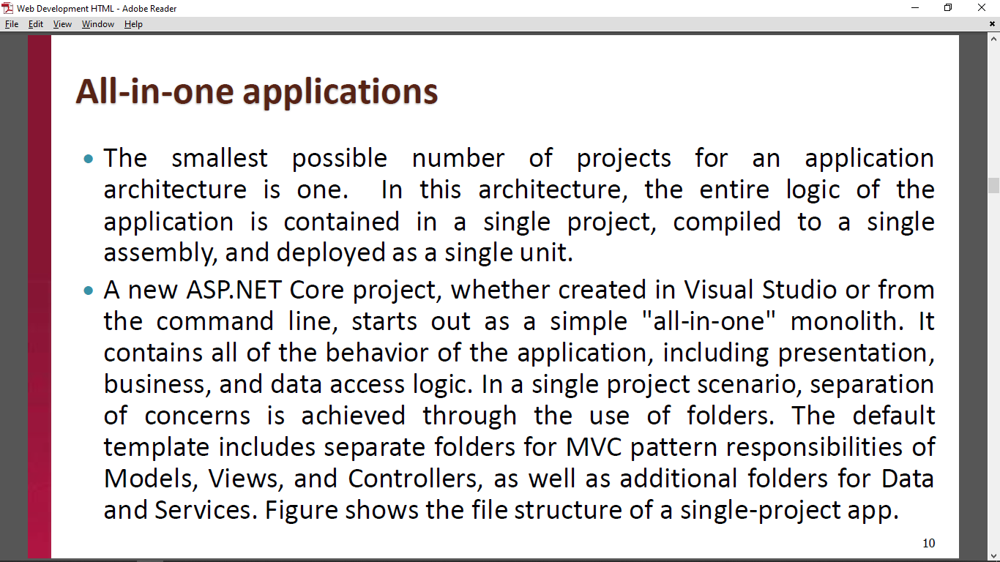 Web Development HTML - Adobe Reader
File Edit View Window Help
All-in-one applications
• The smallest possible number of projects for an application
architecture is one. In this architecture, the entire logic of the
application is contained in a single project, compiled to a single
assembly, and deployed as a single unit.
• A new ASP.NET Core project, whether created in Visual Studio or from
the command line, starts out as a simple "all-in-one" monolith. It
contains all of the behavior of the application, including presentation,
business, and data access logic. In a single project scenario, separation
of concerns is achieved through the use of folders. The default
template includes separate folders for MVC pattern responsibilities of
Models, Views, and Controllers, as well as additional folders for Data
and Services. Figure shows the file structure of a single-project app.
10